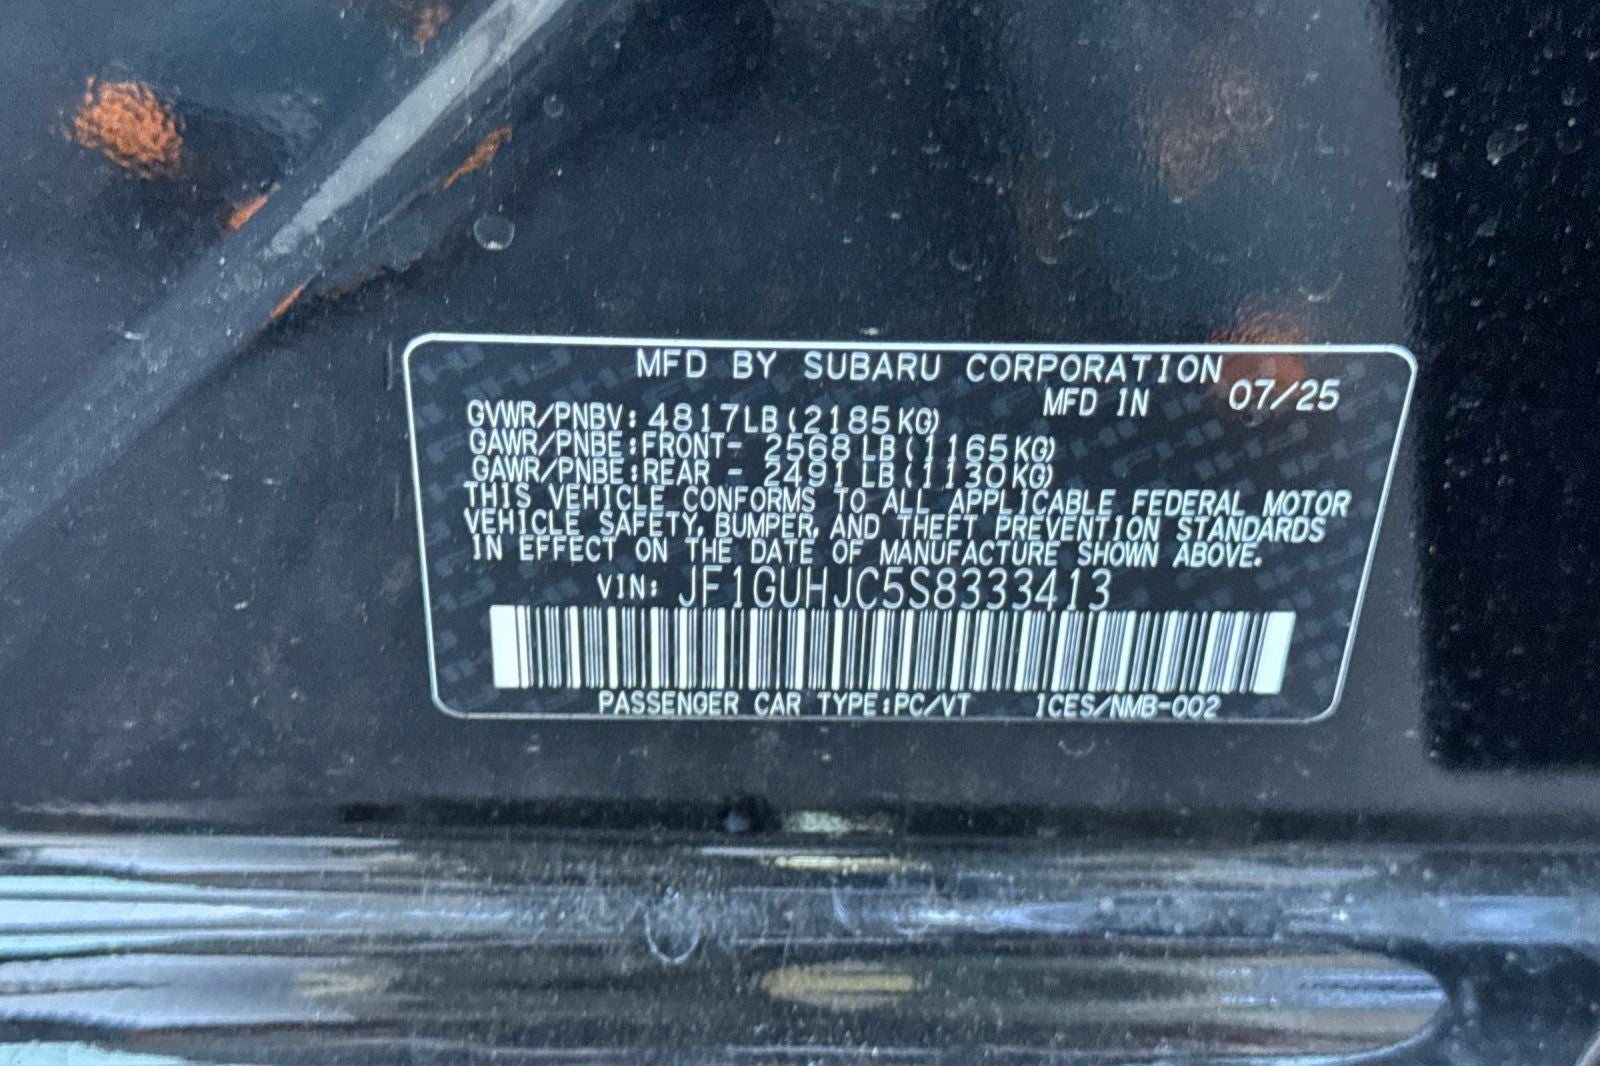 MFD BY SUBARU CORPORATION
MFD IN 07/25
GVWR/PNBV: 4817LB(2185KG)
GAWR/PNBE:FRONT- 2568LB(1165KG)
GAWR/PNBE:REAR - 2491LB(1130KG)
THIS VEHICLE CONFORMS TO ALL APPLICABLE FEDERAL MOTOR
VEHICLE SAFETY, BUMPER, AND THEFT PREVENTION STANDARDS
IN EFFECT ON THE DATE OF MANUFACTURE SHOWN ABOVE.
VIN: JF1GUHJC5S8333413
PASSENGER CAR TYPE:PC/VT ICES/NMB-002